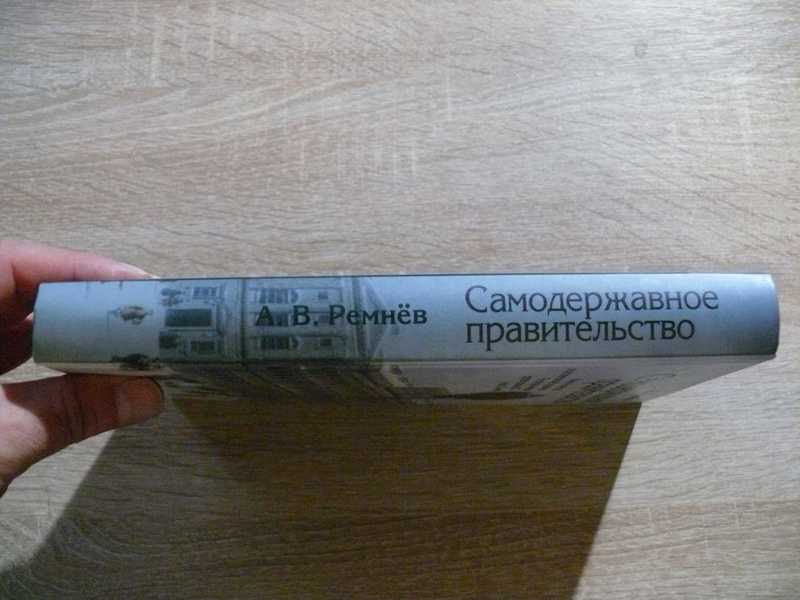 А. В. Ремнёв
Самодержавное
правительство